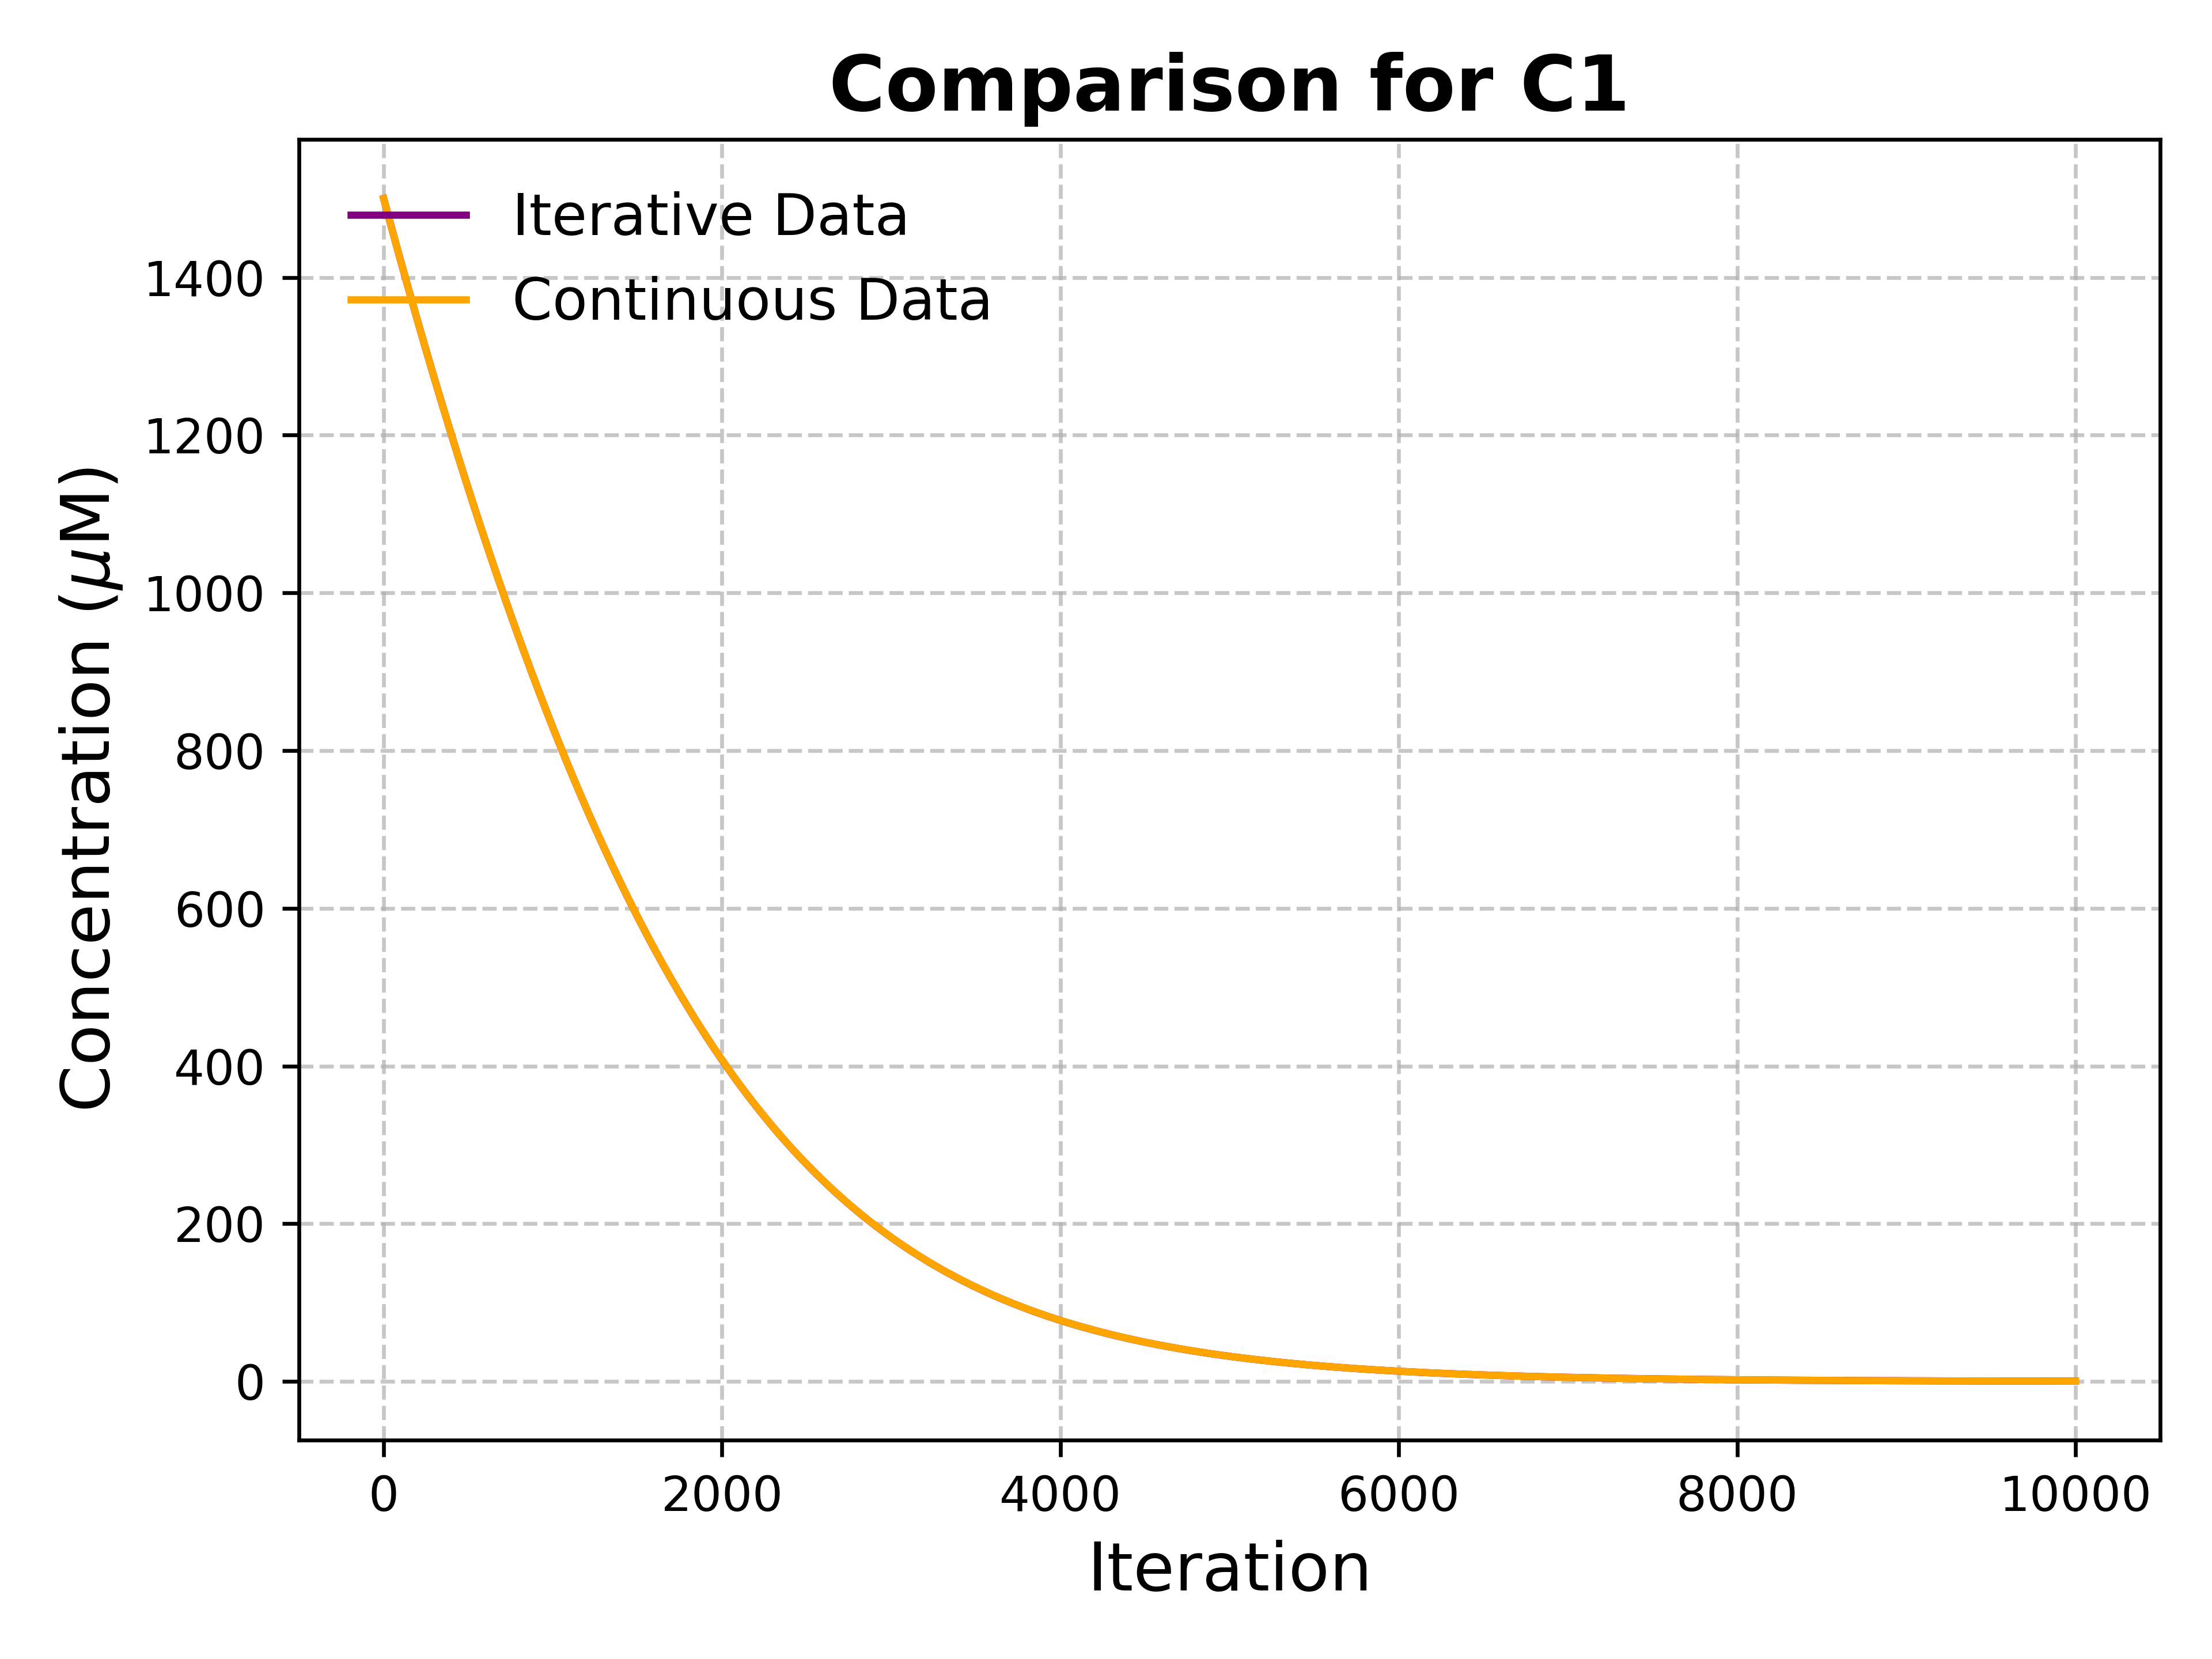 Comparison for C1
Iterative Data
Continuous Data
Concentration (μM)
1400
1200
1000
800
600
400
200
0
0 2000 4000 6000 8000 10000
Iteration